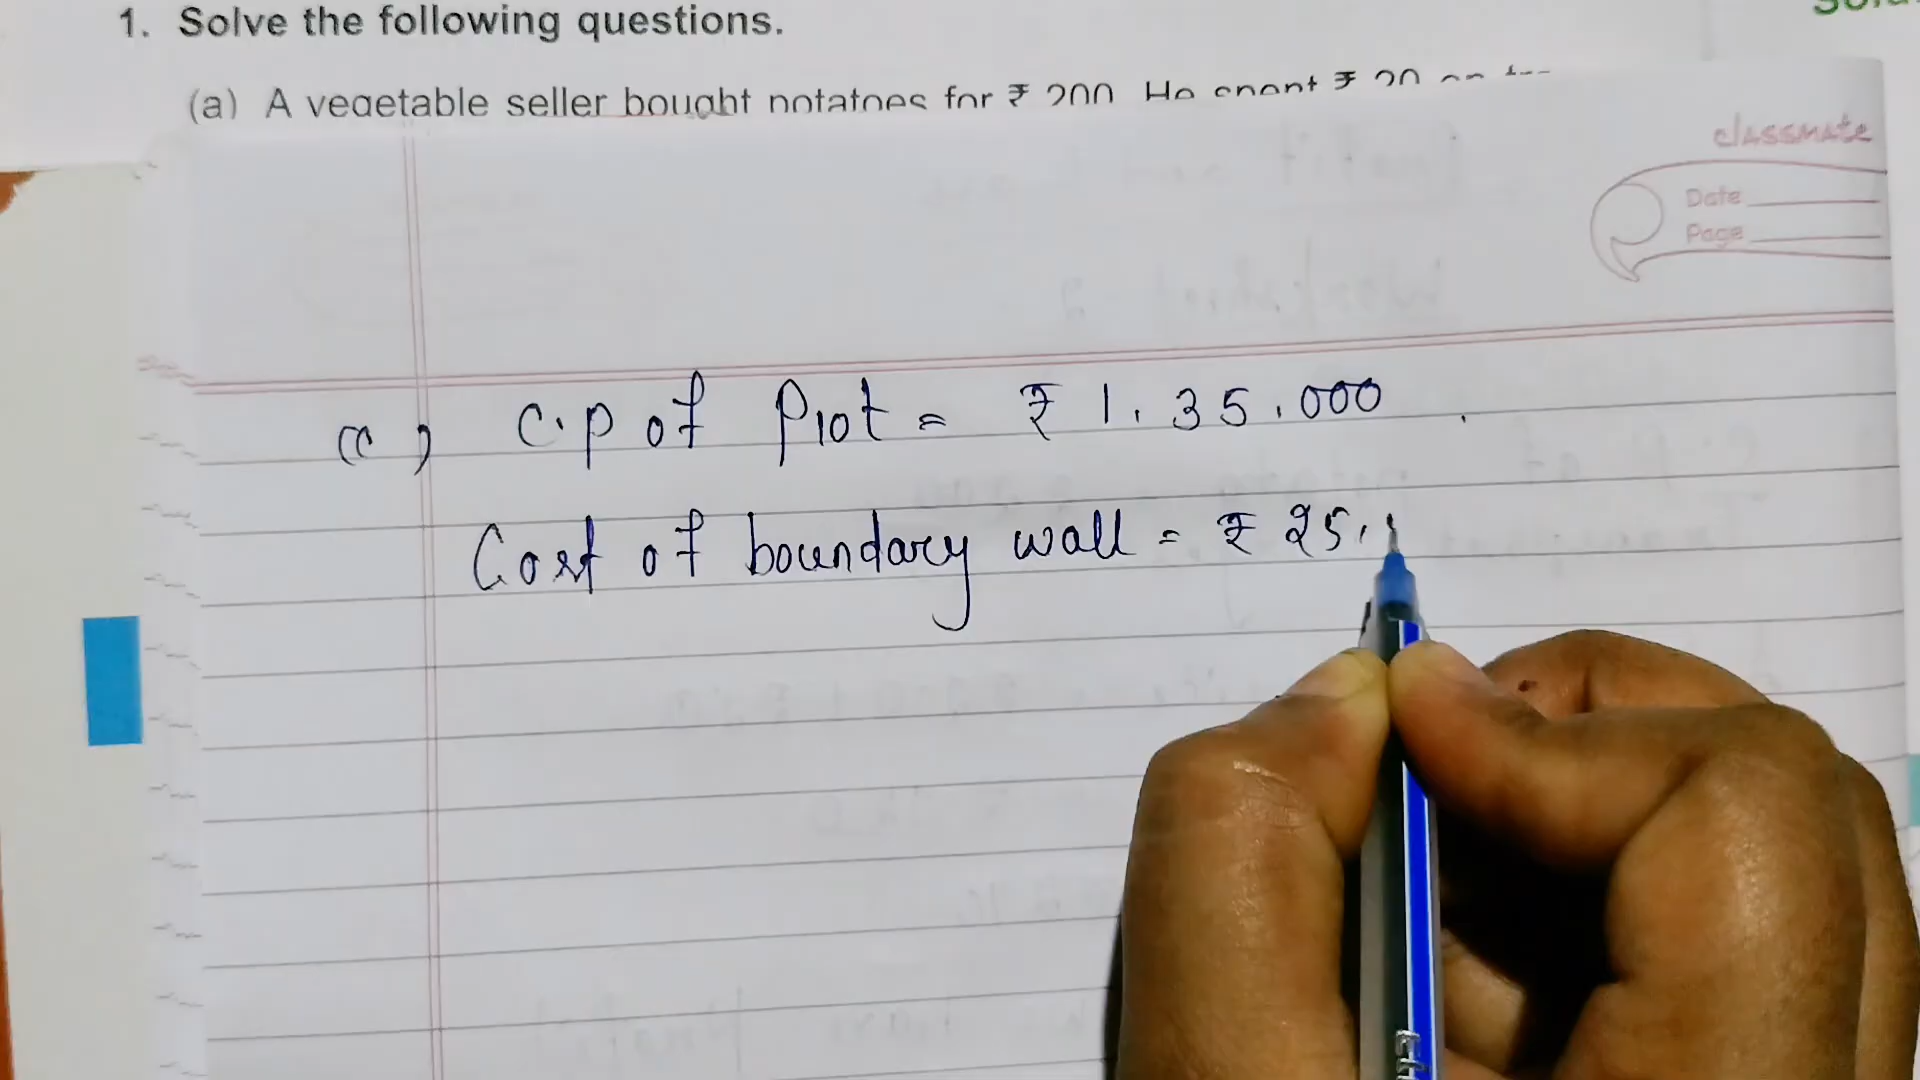 1. Solve the following questions.
(a) A vegetable seller bought potatoes for ₹ 200. He spent ₹ 20 on
classmate
Date
Page
(c) C.P of Plot = ₹ 1,35,000
Cost of boundary wall = ₹ 25,